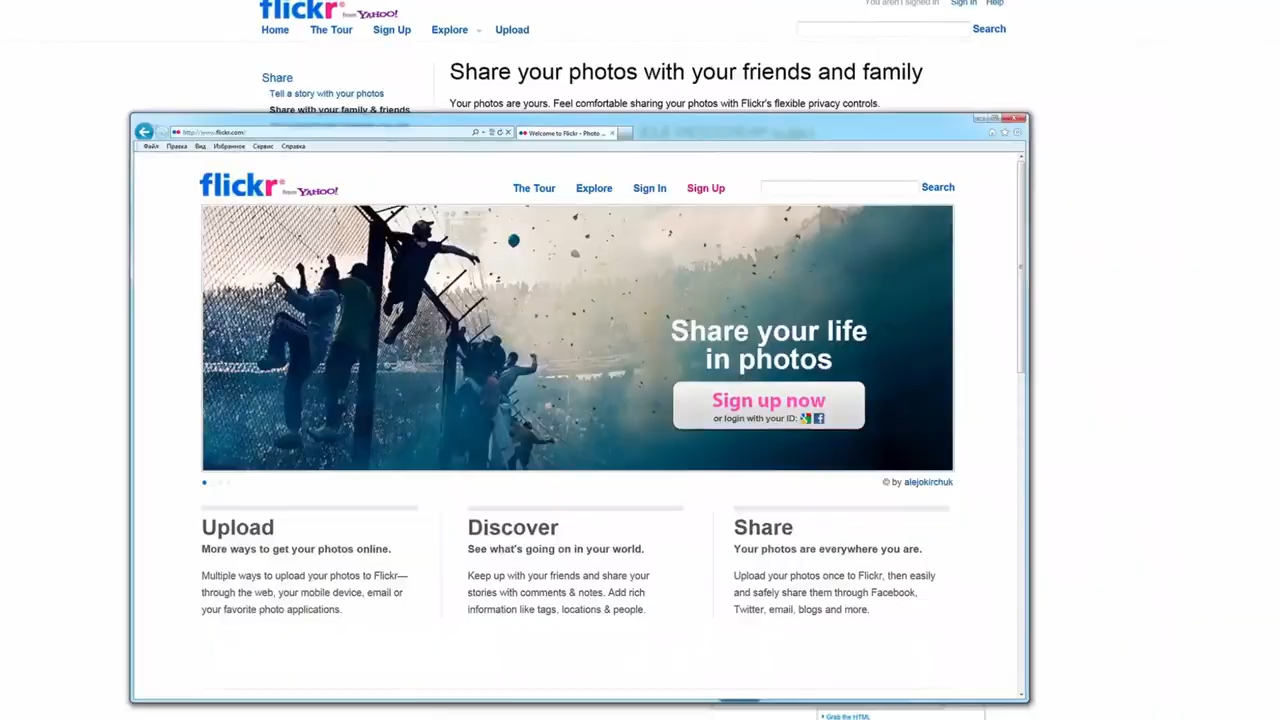 flickr from YAHOO!
You aren't signed in Sign In Help
Home The Tour Sign Up Explore Upload
Search
Share
Share your photos with your friends and family
Tell a story with your photos
Your photos are yours. Feel comfortable sharing your photos with Flickr's flexible privacy controls.
Share with your family & friends
http://www.flickr.com/
Welcome to Flickr - Photo ...
Файл Правка Вид Избранное Сервис Справка
flickr from YAHOO!
The Tour Explore Sign In Sign Up
Search
Share your life
in photos
Sign up now
or login with your ID:
© by alejokirchuk
Upload
More ways to get your photos online.
Multiple ways to upload your photos to Flickr—
through the web, your mobile device, email or
your favorite photo applications.
Discover
See what's going on in your world.
Keep up with your friends and share your
stories with comments & notes. Add rich
information like tags, locations & people.
Share
Your photos are everywhere you are.
Upload your photos once to Flickr, then easily
and safely share them through Facebook,
Twitter, email, blogs and more.
Grab the HTML